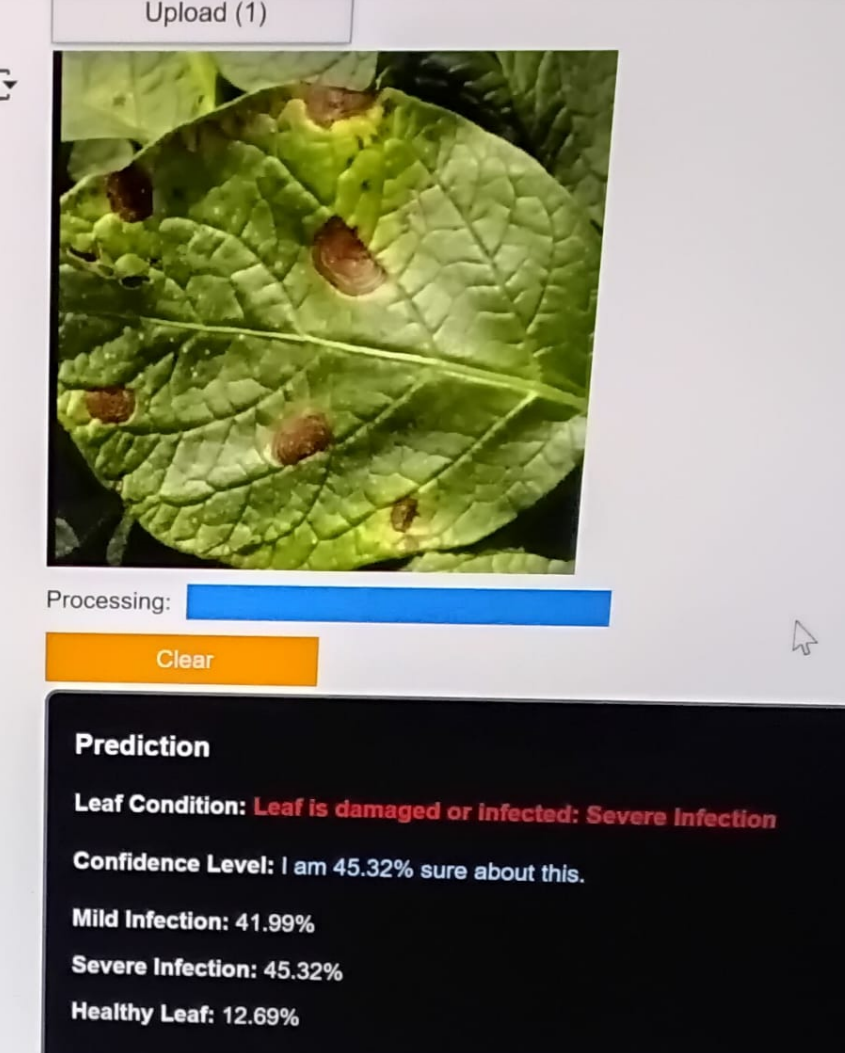 Upload (1)
Processing:
Clear
Prediction
Leaf Condition: Leaf is damaged or infected: Severe Infection
Confidence Level: I am 45.32% sure about this.
Mild Infection: 41.99%
Severe Infection: 45.32%
Healthy Leaf: 12.69%